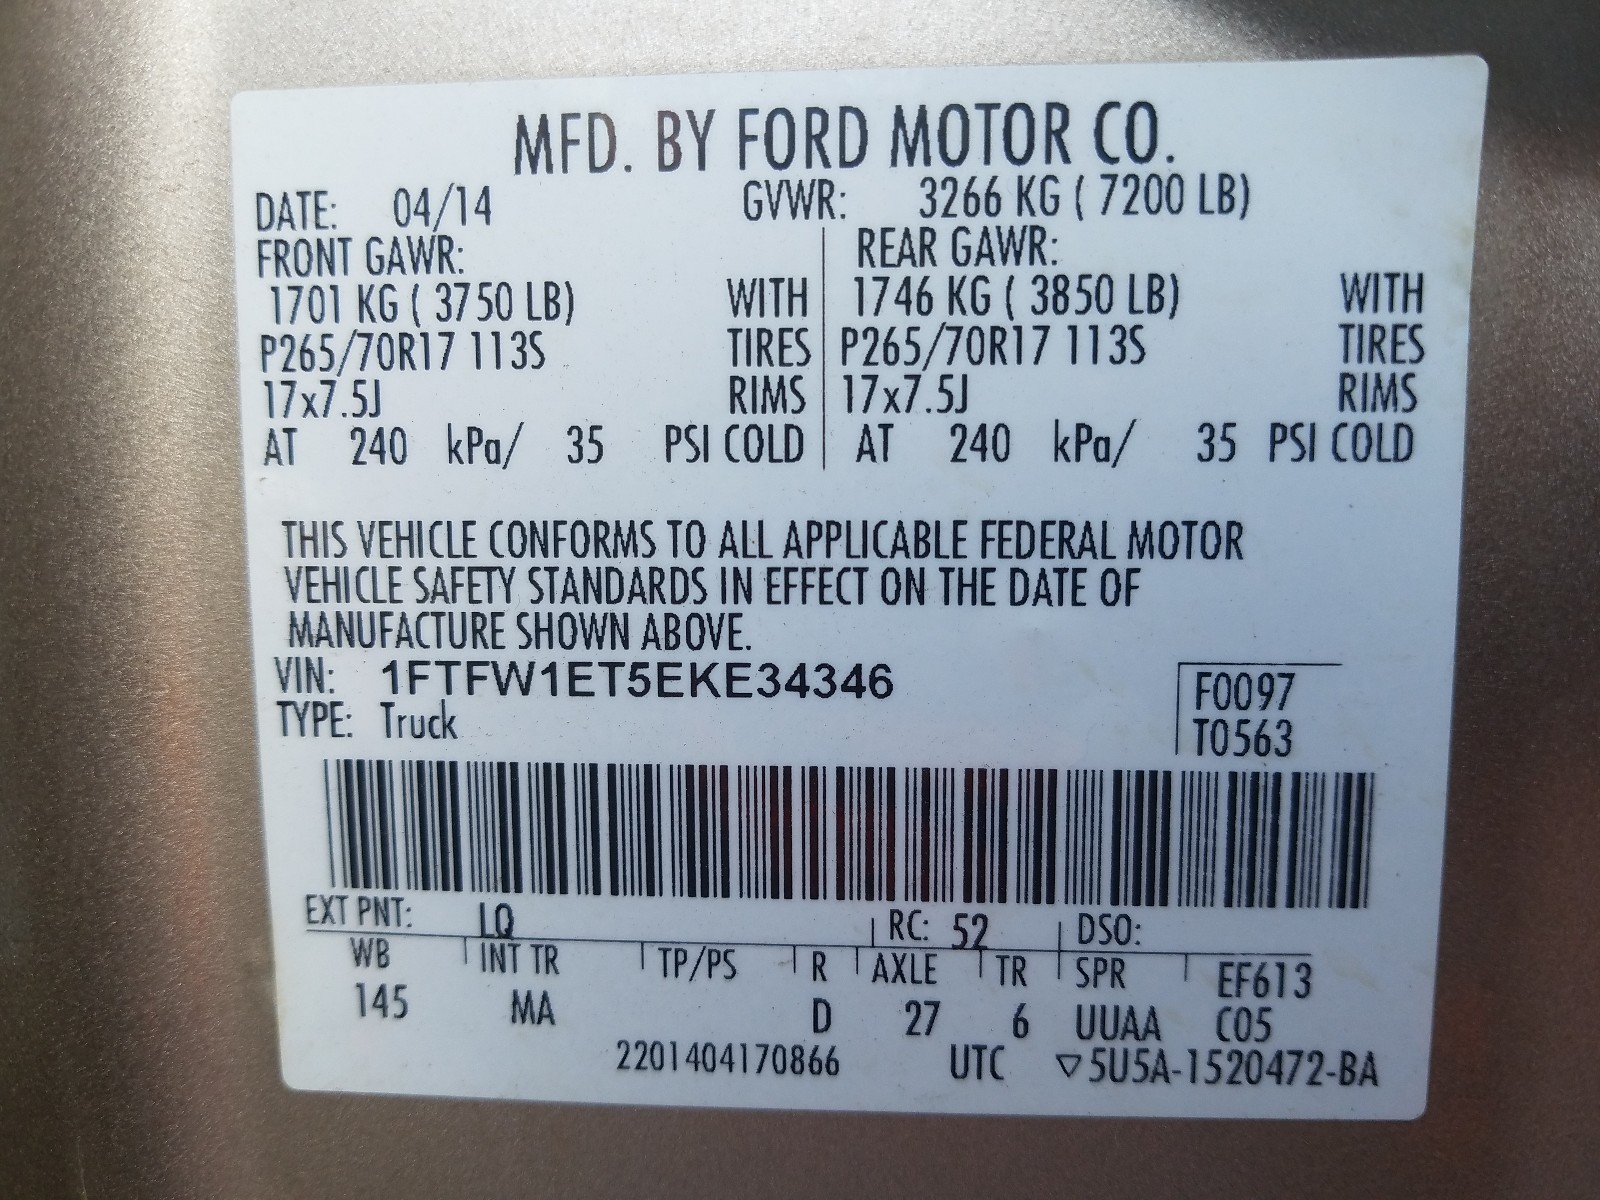 MFD. BY FORD MOTOR CO.
DATE: 04/14 GVWR: 3266 KG ( 7200 LB)
FRONT GAWR: REAR GAWR:
1701 KG ( 3750 LB) WITH 1746 KG ( 3850 LB) WITH
P265/70R17 113S TIRES P265/70R17 113S TIRES
17x7.5J RIMS 17x7.5J RIMS
AT 240 kPa/ 35 PSI COLD AT 240 kPa/ 35 PSI COLD
THIS VEHICLE CONFORMS TO ALL APPLICABLE FEDERAL MOTOR
VEHICLE SAFETY STANDARDS IN EFFECT ON THE DATE OF
MANUFACTURE SHOWN ABOVE.
VIN: 1FTFW1ET5EKE34346 F0097
TYPE: Truck T0563
EXT PNT: LQ RC: 52 DSO:
WB INT TR TP/PS R AXLE TR SPR EF613
145 MA D 27 6 UUAA C05
2201404170866 UTC ▽5U5A-1520472-BA